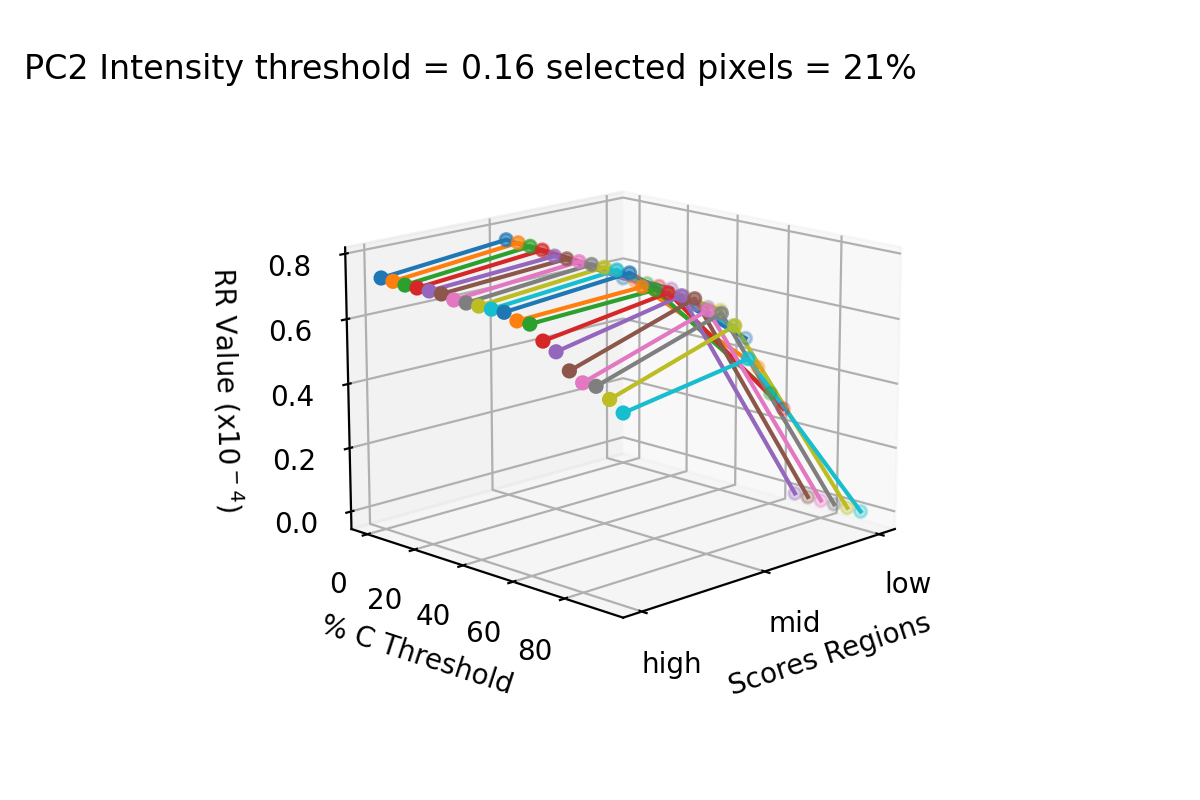 PC2 Intensity threshold = 0.16 selected pixels = 21%
RR Value (x10⁻⁴)
0.8
0.6
0.4
0.2
0.0
0
20
40
60
80
% C Threshold
high
mid
low
Scores Regions